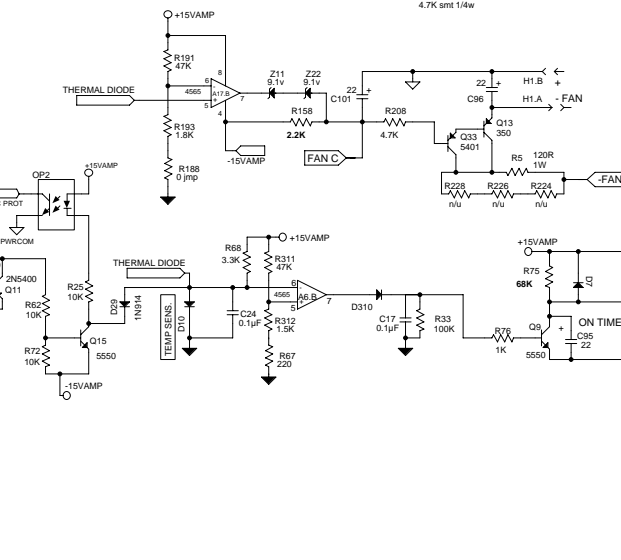 4.7K smt 1/4w
+15VAMP
R191
47K
8
6
4565
A17.B
7
5
4
THERMAL DIODE
Z11
9.1v
Z22
9.1v
R158
2.2K
22
C101
R208
4.7K
R193
1.8K
R188
0 jmp
-15VAMP
FAN C
22
C96
H1.B
+
H1.A
- FAN
Q13
350
Q33
5401
R5
120R
1W
R228
n/u
R226
n/u
R224
n/u
-FAN
OP2
+15VAMP
PROT
PWRCOM
2N5400
Q11
R62
10K
R72
10K
R25
10K
Q15
5550
-15VAMP
D29
1N914
THERMAL DIODE
TEMP SENS.
D10
R68
3.3K
+15VAMP
R311
47K
C24
0.1µF
6
4565
A6.B
7
5
R312
1.5K
R67
220
D310
C17
0.1µF
R33
100K
R76
1K
Q9
5550
+15VAMP
R75
68K
D7
ON TIME
+
C95
22